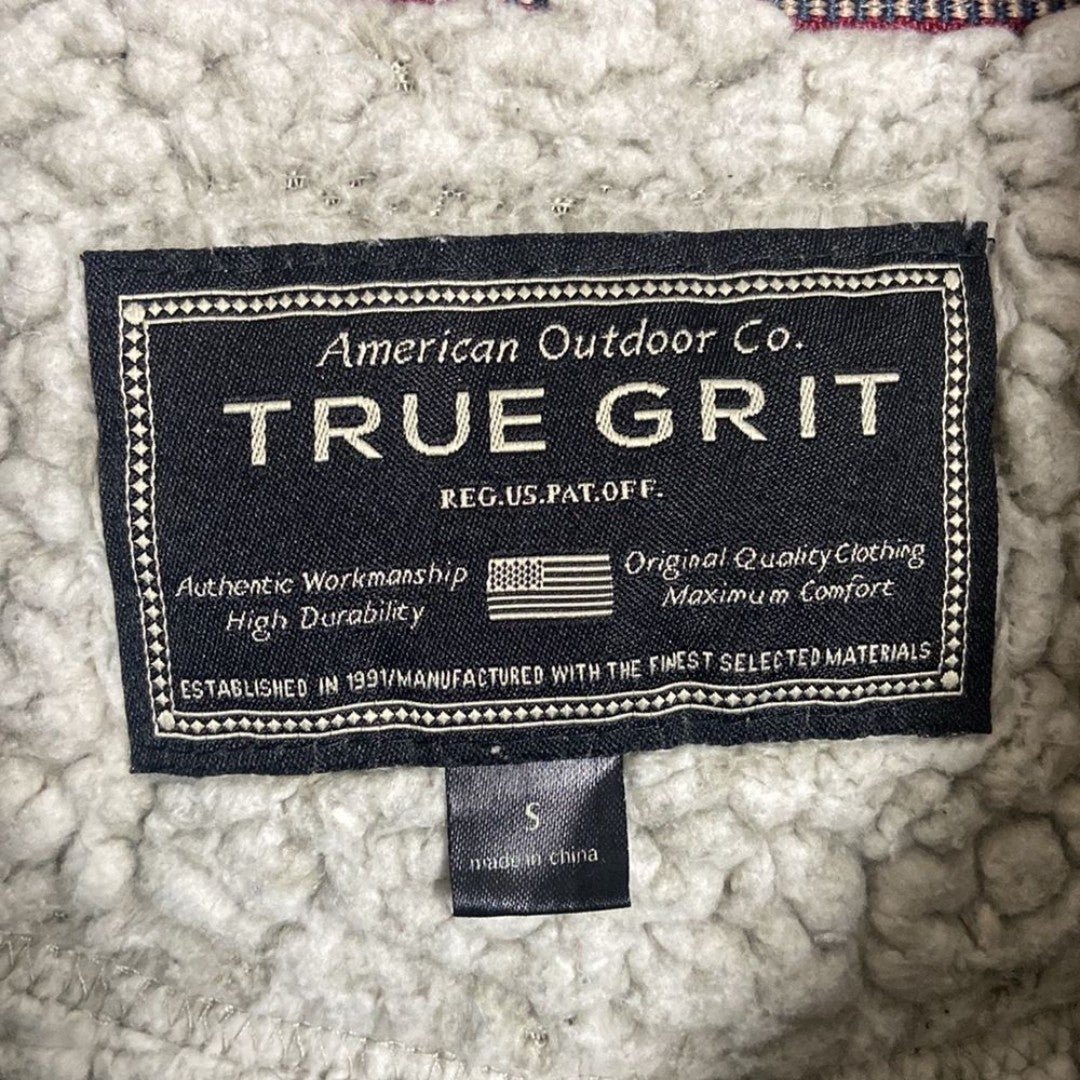 American Outdoor Co.
TRUE GRIT
REG.US.PAT.OFF.
Authentic Workmanship
High Durability
Original Quality Clothing
Maximum Comfort
ESTABLISHED IN 1991/MANUFACTURED WITH THE FINEST SELECTED MATERIALS
S
made in china